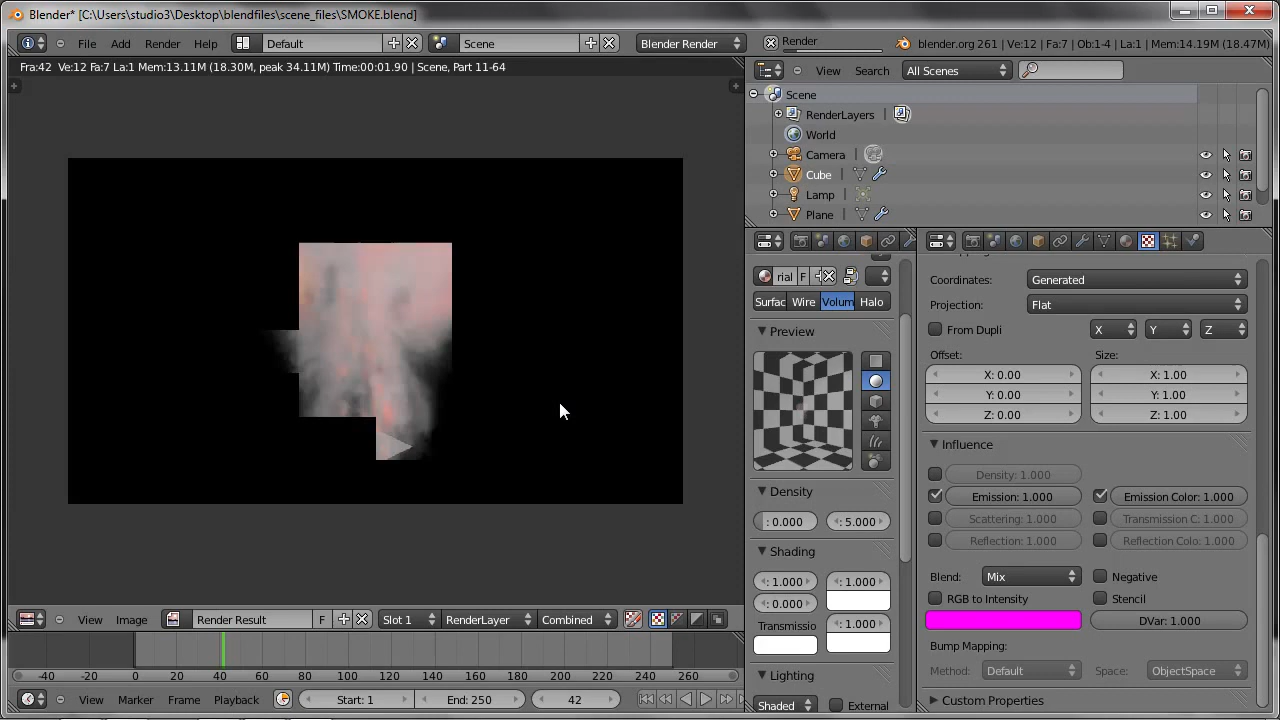 Blender* [C:\Users\studio3\Desktop\blendfiles\scene_files\SMOKE.blend]
File Add Render Help Default Scene Blender Render Render blender.org 261 | Ve:12 | Fa:7 | Ob:1-4 | La:1 | Mem:14.19M (18.47M)
Fra:42 Ve:12 Fa:7 La:1 Mem:13.11M (18.30M, peak 34.11M) Time:00:01.90 | Scene, Part 11-64
View Search All Scenes
Scene
RenderLayers
World
Camera
Cube
Lamp
Plane
rial F
Surfac Wire Volum Halo
Preview
Density
: 0.000 : 5.000
Shading
: 1.000 : 1.000
: 0.000
Transmissio : 1.000
Lighting
Shaded External
Coordinates: Generated
Projection: Flat
From Dupli X Y Z
Offset: Size:
X: 0.00 X: 1.00
Y: 0.00 Y: 1.00
Z: 0.00 Z: 1.00
Influence
Density: 1.000
Emission: 1.000 Emission Color: 1.000
Scattering: 1.000 Transmission C: 1.000
Reflection: 1.000 Reflection Colo: 1.000
Blend: Mix Negative
RGB to Intensity Stencil
DVar: 1.000
Bump Mapping:
Method: Default Space: ObjectSpace
Custom Properties
View Image Render Result F Slot 1 RenderLayer Combined
-40 -20 0 20 40 60 80 100 120 140 160 180 200 220 240 260 280
View Marker Frame Playback Start: 1 End: 250 42